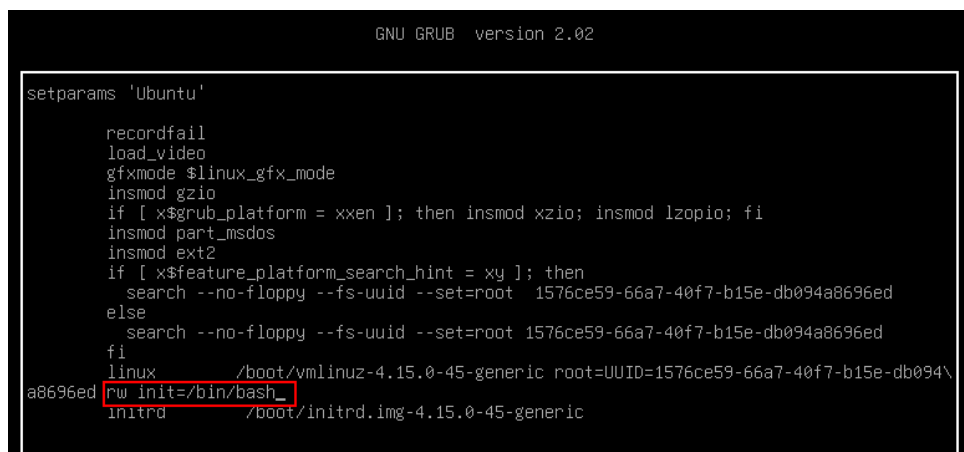 GNU GRUB  version 2.02
setparams 'Ubuntu'
recordfail
load_video
gfxmode $linux_gfx_mode
insmod gzio
if [ x$grub_platform = xxen ]; then insmod xzio; insmod lzopio; fi
insmod part_msdos
insmod ext2
if [ x$feature_platform_search_hint = xy ]; then
search --no-floppy --fs-uuid --set=root  1576ce59-66a7-40f7-b15e-db094a8696ed
else
search --no-floppy --fs-uuid --set=root 1576ce59-66a7-40f7-b15e-db094a8696ed
fi
linux        /boot/vmlinuz-4.15.0-45-generic root=UUID=1576ce59-66a7-40f7-b15e-db094\
a8696ed rw init=/bin/bash_
initrd        /boot/initrd.img-4.15.0-45-generic